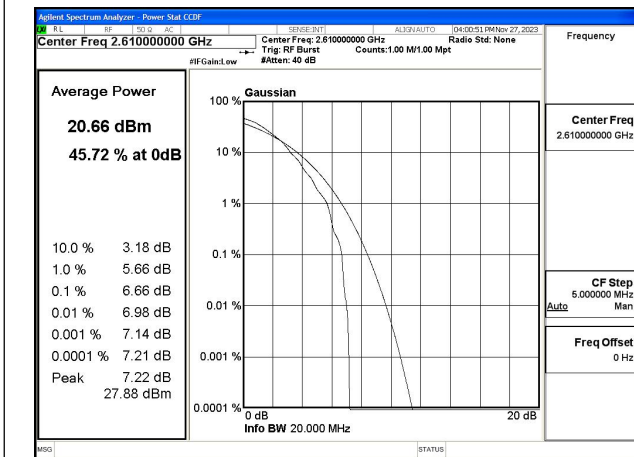 Agilent Spectrum Analyzer - Power Stat CCDF
RL RF 50 Ω AC SENSE:INT ALIGN AUTO 04:00:51 PM Nov 27, 2023
Center Freq 2.610000000 GHz
Center Freq: 2.610000000 GHz Radio Std: None
Trig: RF Burst Counts:1.00 M/1.00 Mpt
#IFGain:Low #Atten: 40 dB
Frequency
Average Power
20.66 dBm
45.72 % at 0dB
10.0 % 3.18 dB
1.0 % 5.66 dB
0.1 % 6.66 dB
0.01 % 6.98 dB
0.001 % 7.14 dB
0.0001 % 7.21 dB
Peak 7.22 dB
27.88 dBm
Gaussian
100 %
10 %
1 %
0.1 %
0.01 %
0.001 %
0.0001 %
0 dB 20 dB
Info BW 20.000 MHz
Center Freq
2.610000000 GHz
CF Step
5.000000 MHz
Auto Man
Freq Offset
0 Hz
MSG STATUS